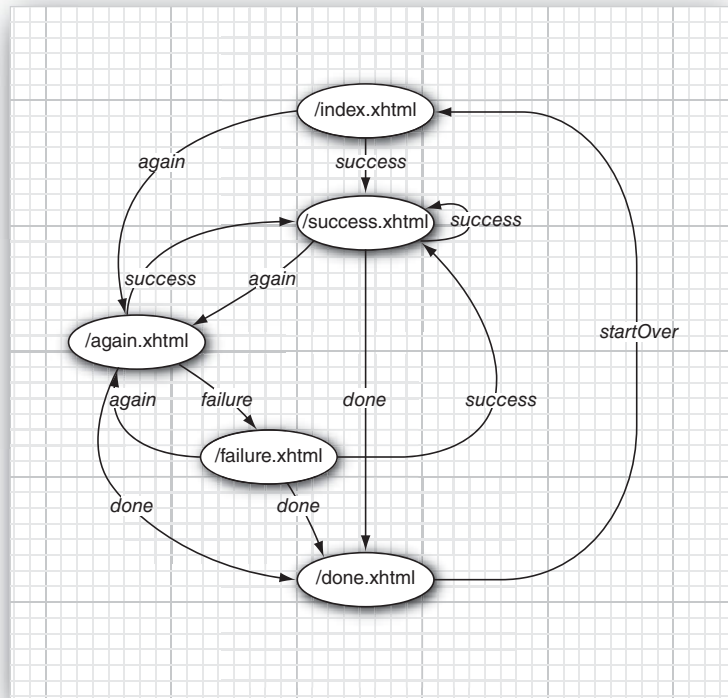 /index.xhtml
again
success
/success.xhtml
success
success
again
startOver
/again.xhtml
again
failure
done
success
/failure.xhtml
done
done
/done.xhtml